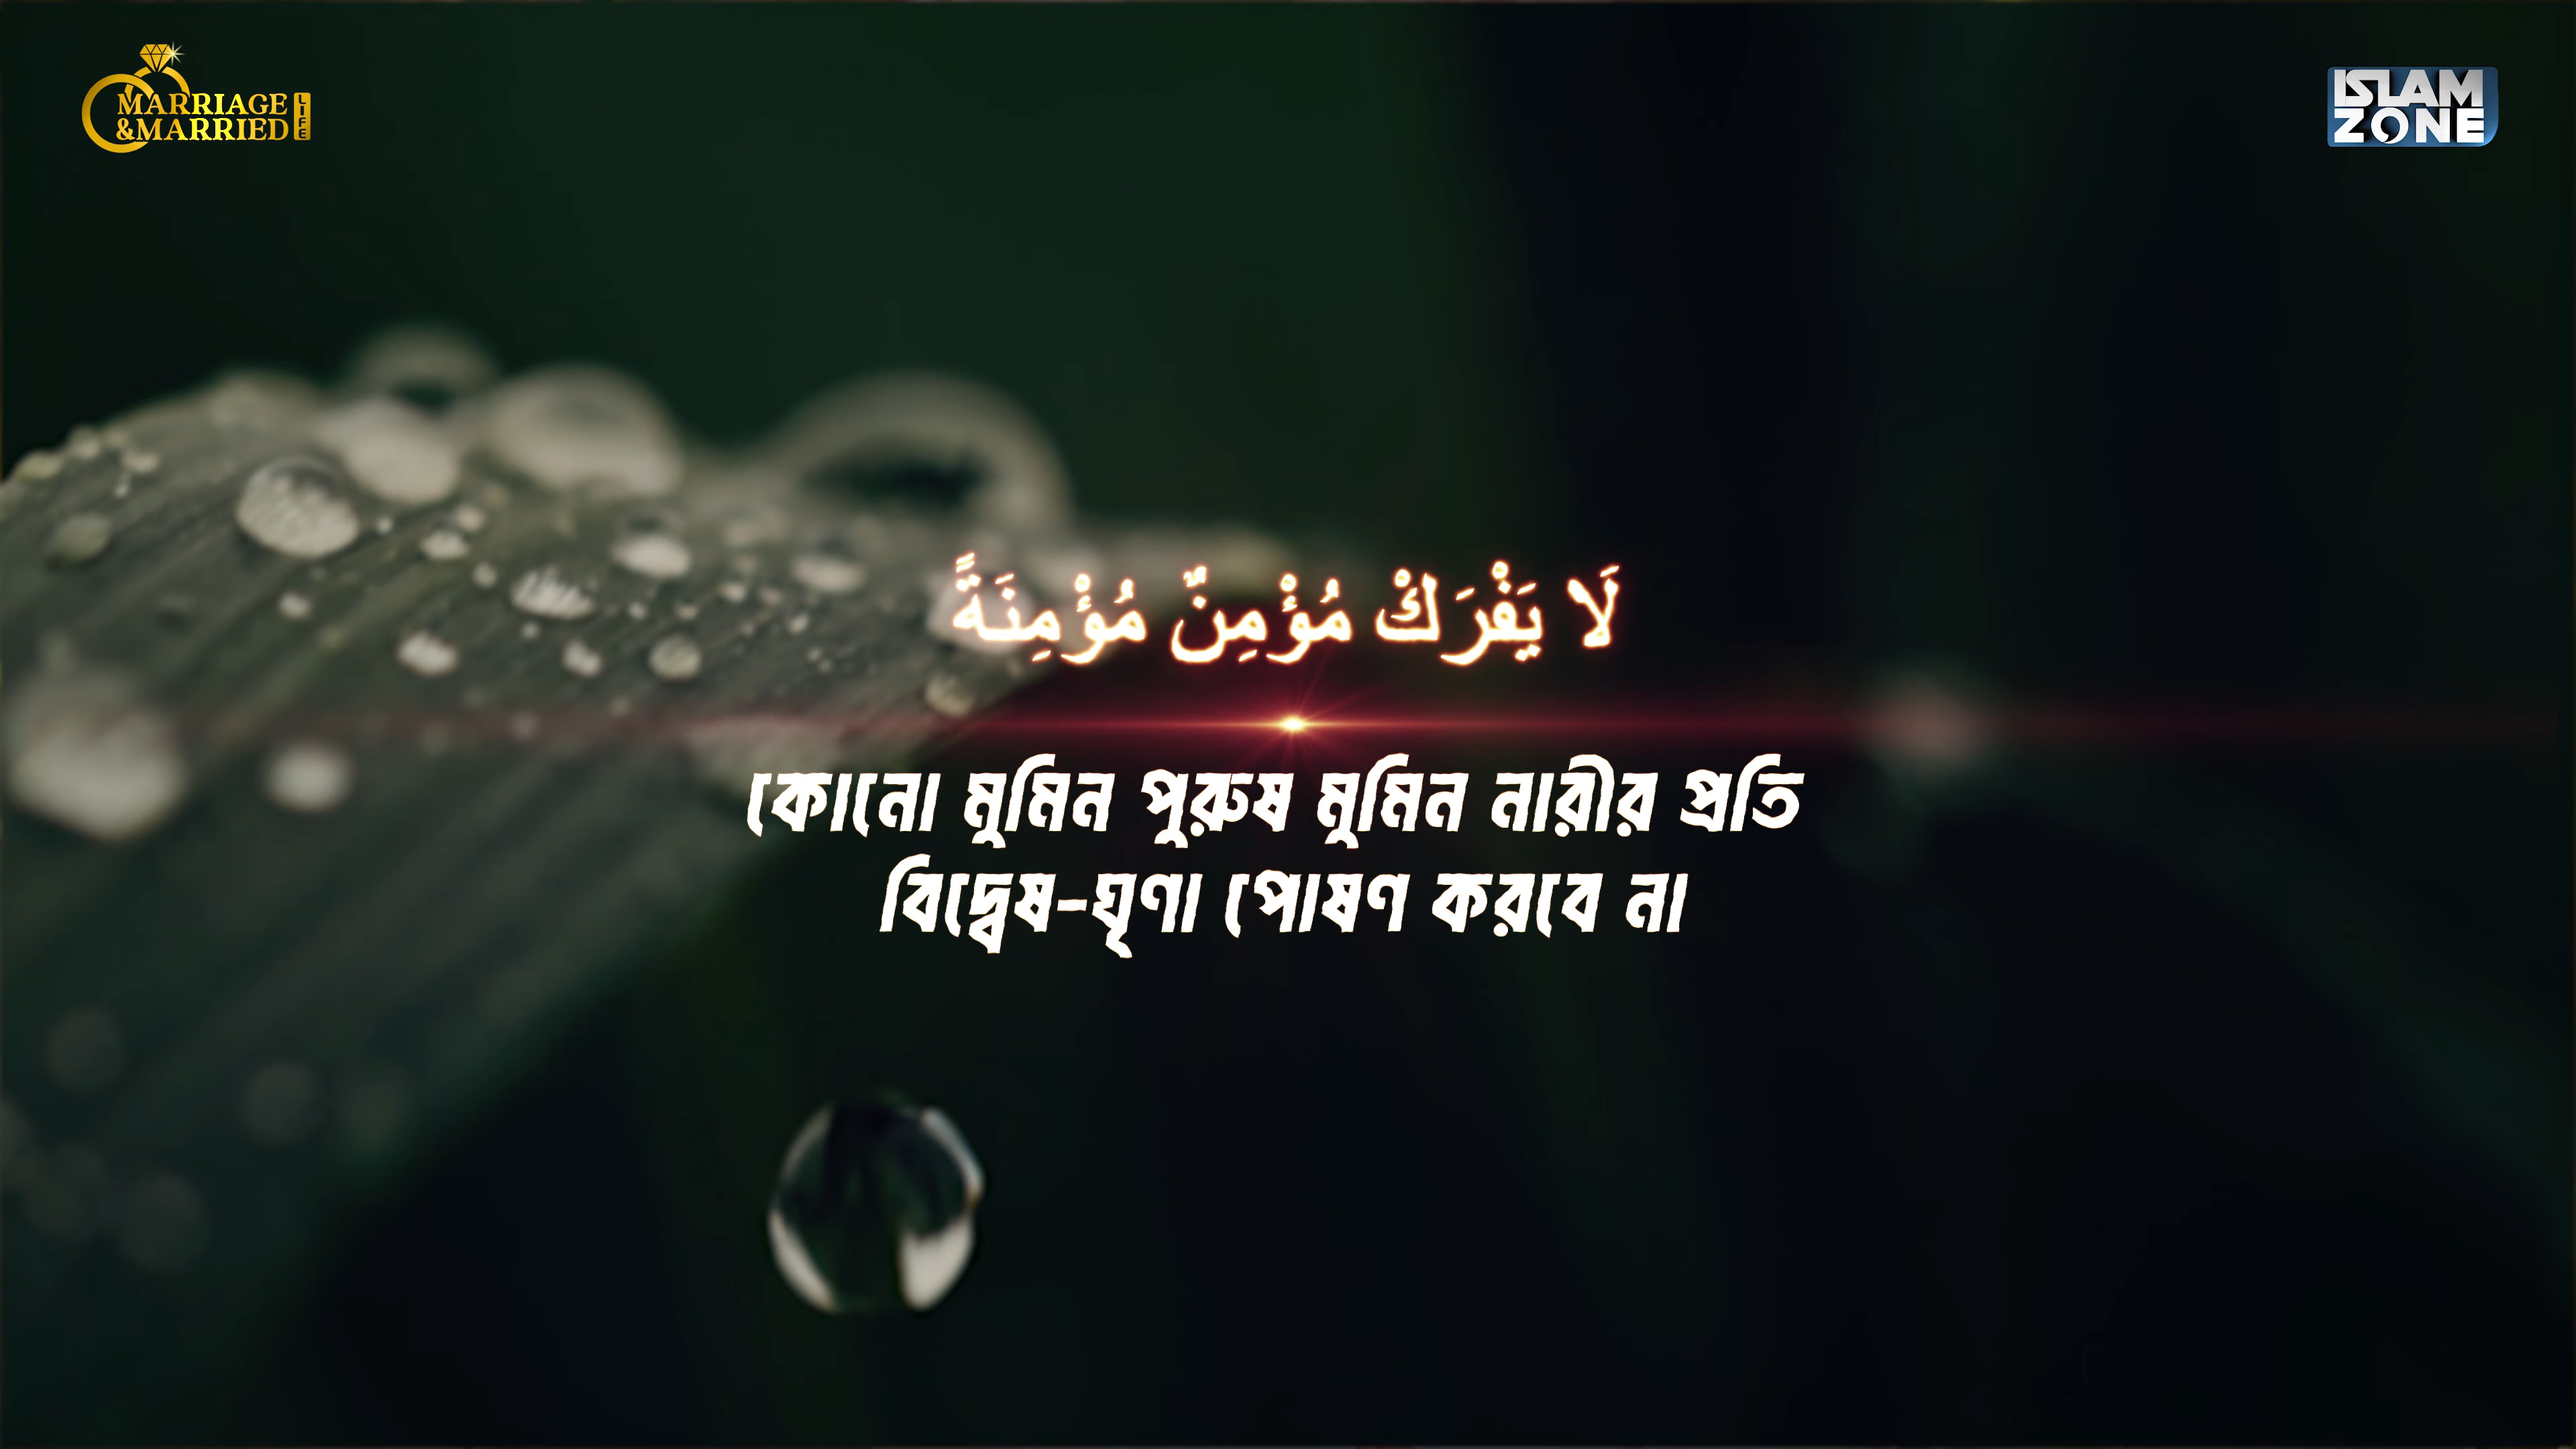 MARRIAGE
&MARRIED
LIFE
ISLAM
ZONE
لَا يَفْرَكْ مُؤْمِنٌ مُؤْمِنَةً
কোনো মুমিন পুরুষ মুমিন নারীর প্রতি
বিদ্বেষ-ঘৃণা পোষণ করবে না